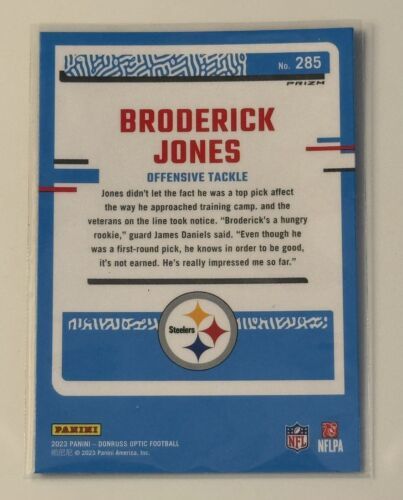 No. 285
PRIZM
BRODERICK
JONES
OFFENSIVE TACKLE
Jones didn't let the fact he was a top pick affect
the way he approached training camp. and the
veterans on the line took notice. "Broderick's a hungry
rookie," guard James Daniels said. "Even though he
was a first-round pick, he knows in order to be good,
it's not earned. He's really impressed me so far."
Steelers
PANINI
2023 PANINI – DONRUSS OPTIC FOOTBALL
© 2023 Panini America, Inc.
NFL
NFLPA